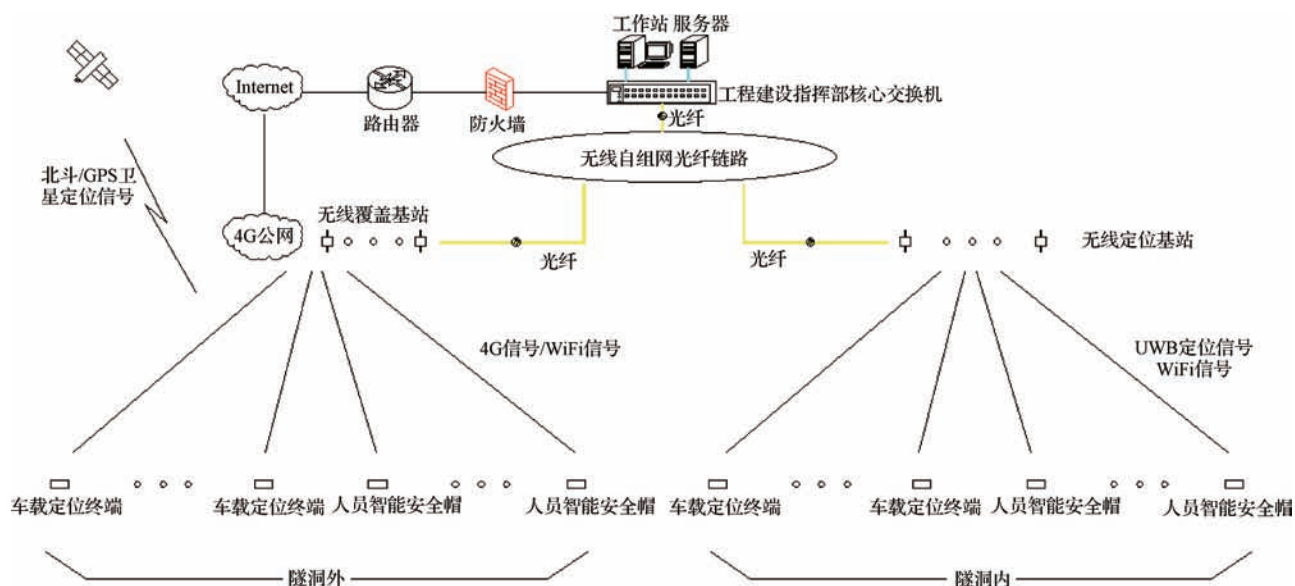 工作站 服务器
Internet
路由器
防火墙
工程建设指挥部核心交换机
光纤
无线自组网光纤链路
北斗/GPS卫
星定位信号
4G公网
无线覆盖基站
光纤
光纤
无线定位基站
4G信号/WiFi信号
UWB定位信号
WiFi信号
车载定位终端
车载定位终端
人员智能安全帽
人员智能安全帽
车载定位终端
车载定位终端
人员智能安全帽
人员智能安全帽
隧洞外
隧洞内